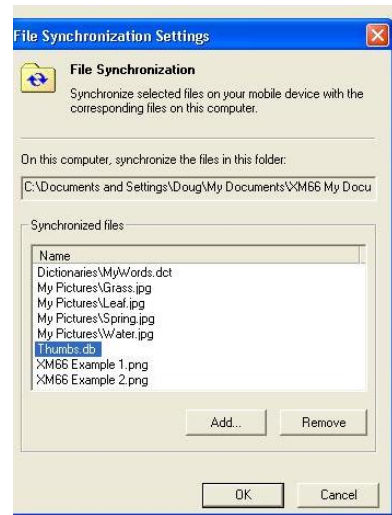 File Synchronization Settings
File Synchronization
Synchronize selected files on your mobile device with the
corresponding files on this computer.
On this computer, synchronize the files in this folder:
C:\Documents and Settings\Doug\My Documents\XM66 My Docu
Synchronized files
Name
Dictionaries\MyWords.dct
My Pictures\Grass.jpg
My Pictures\Leaf.jpg
My Pictures\Spring.jpg
My Pictures\Water.jpg
Thumbs.db
XM66 Example 1.png
XM66 Example 2.png
Add... Remove
OK Cancel